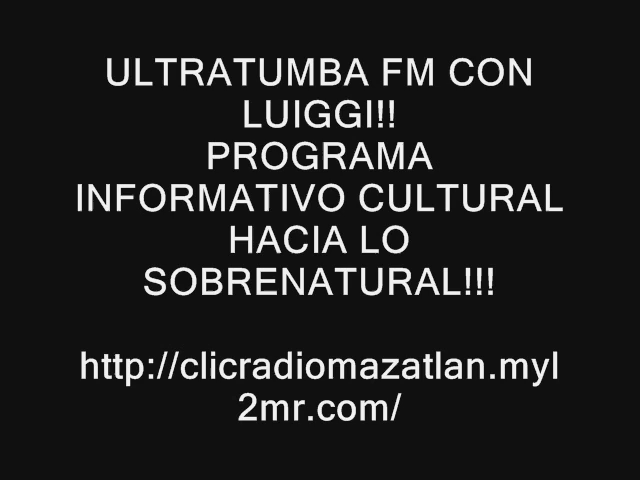 ULTRATUMBA FM CON
LUIGGI!!
PROGRAMA
INFORMATIVO CULTURAL
HACIA LO
SOBRENATURAL!!!
http://clicradiomazatlan.myl
2mr.com/